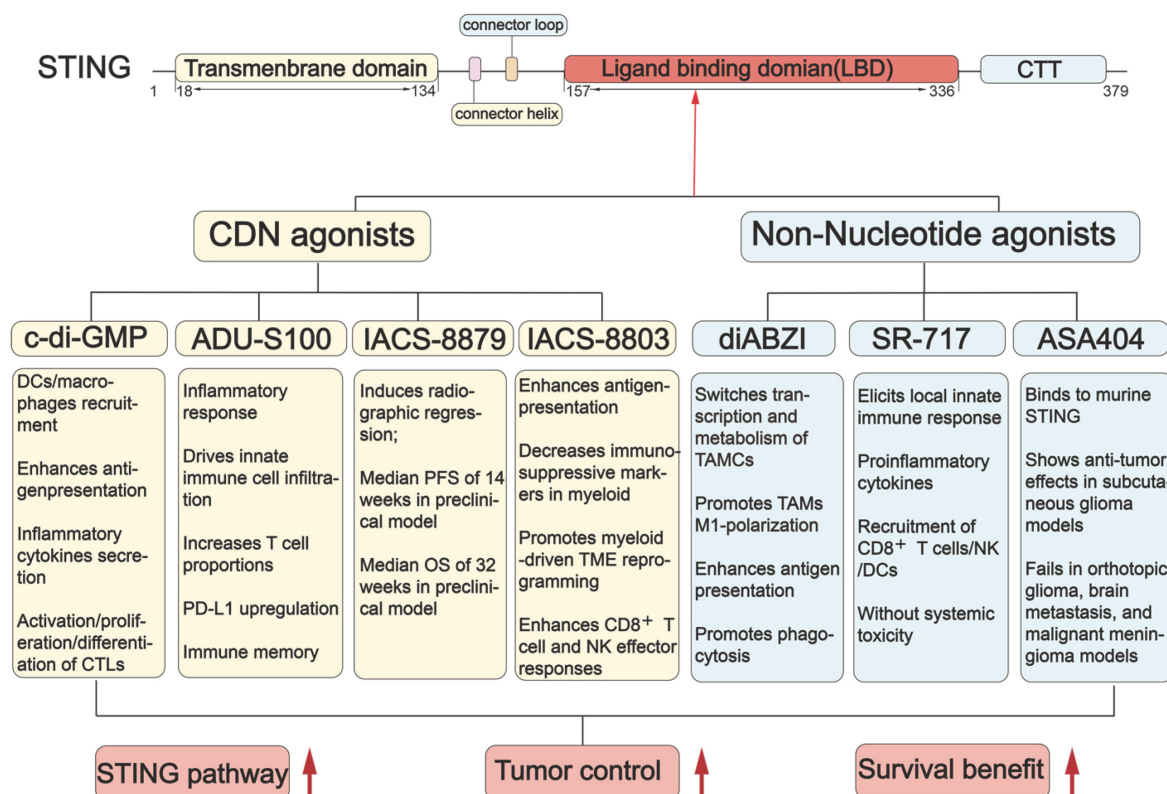 connector loop
STING
Transmenbrane domain
Ligand binding domian(LBD)
CTT
1
18
134
157
336
379
connector helix
CDN agonists
Non-Nucleotide agonists
c-di-GMP
ADU-S100
IACS-8879
IACS-8803
diABZI
SR-717
ASA404
DCs/macro-
phages recruit-
ment
Enhances anti-
genpresentation
Inflammatory
cytokines secre-
tion
Activation/prolif-
eration/differenti-
ation of CTLs
Inflammatory
response
Drives innate
immune cell infiltra-
tion
Increases T cell
proportions
PD-L1 upregulation
Immune memory
Induces radio-
graphic regres-
sion;
Median PFS of 14
weeks in preclin-
ical model
Median OS of 32
weeks in preclini-
cal model
Enhances antigen-
presentation
Decreases immuno-
suppressive mark-
ers in myeloid
Promotes myeloid
-driven TME repro-
gramming
Enhances CD8⁺ T
cell and NK effector
responses
Switches tran-
scription and
metabolism of
TAMCs
Promotes TAMs
M1-polarization
Enhances antigen
presentation
Promotes phago-
cytosis
Elicits local innate
immune response
Proinflammatory
cytokines
Recruitment of
CD8⁺ T cells/NK
/DCs
Without systemic
toxicity
Binds to murine
STING
Shows anti-tumor
effects in subcuta-
neous glioma
models
Fails in orthotopic
glioma, brain
metastasis, and
malignant menin-
gioma models
STING pathway
Tumor control
Survival benefit